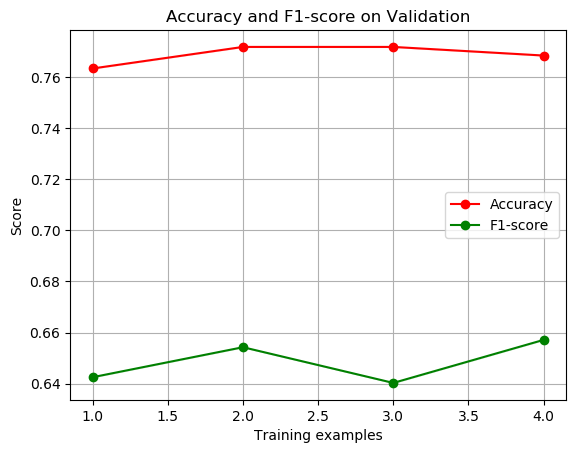 Accuracy and F1-score on Validation
Score
0.76
0.74
0.72
0.70
0.68
0.66
0.64
Accuracy
F1-score
1.0 1.5 2.0 2.5 3.0 3.5 4.0
Training examples